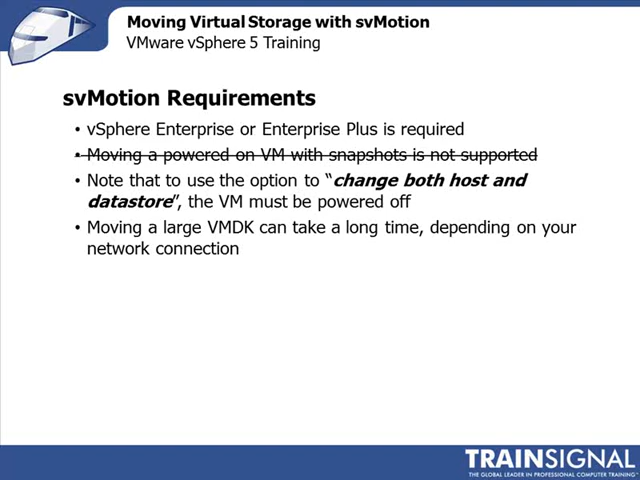 Moving Virtual Storage with svMotion
VMware vSphere 5 Training
svMotion Requirements
• vSphere Enterprise or Enterprise Plus is required
• Moving a powered on VM with snapshots is not supported
• Note that to use the option to “change both host and
datastore”, the VM must be powered off
• Moving a large VMDK can take a long time, depending on your
network connection
TRAINSIGNAL
THE GLOBAL LEADER IN PROFESSIONAL COMPUTER TRAINING